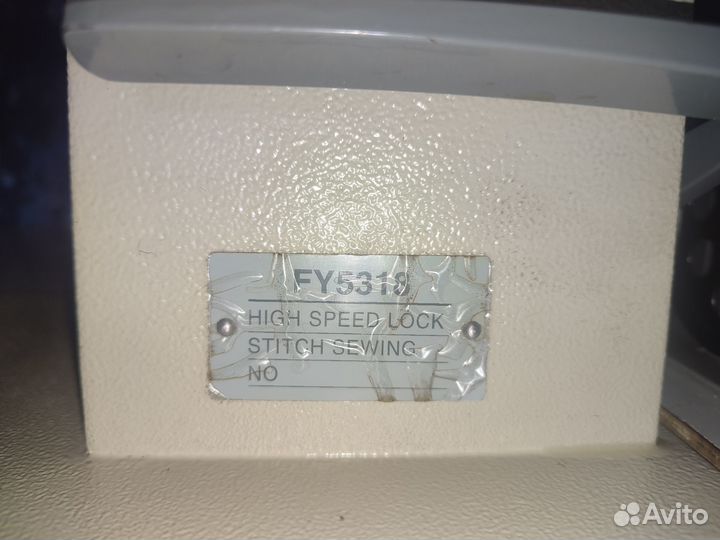 FY5318
HIGH SPEED LOCK
STITCH SEWING
NO
Avito